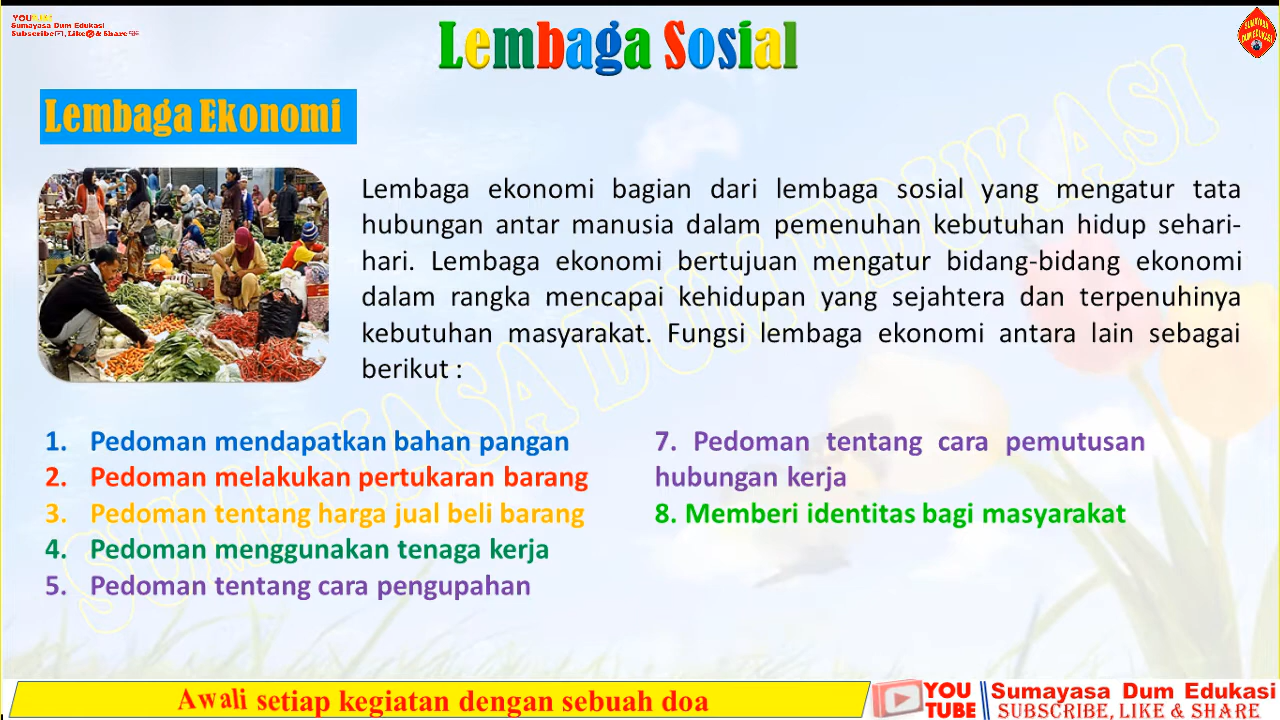 YOUTUBE
Sumayasa Dum Edukasi
Subscribe, Like & Share
Lembaga Sosial
SUMAYASA
DUM EDUKASI
Lembaga Ekonomi
Lembaga ekonomi bagian dari lembaga sosial yang mengatur tata
hubungan antar manusia dalam pemenuhan kebutuhan hidup sehari-
hari. Lembaga ekonomi bertujuan mengatur bidang-bidang ekonomi
dalam rangka mencapai kehidupan yang sejahtera dan terpenuhinya
kebutuhan masyarakat. Fungsi lembaga ekonomi antara lain sebagai
berikut :
1. Pedoman mendapatkan bahan pangan
2. Pedoman melakukan pertukaran barang
3. Pedoman tentang harga jual beli barang
4. Pedoman menggunakan tenaga kerja
5. Pedoman tentang cara pengupahan
7. Pedoman tentang cara pemutusan
hubungan kerja
8. Memberi identitas bagi masyarakat
SUMAYASA DUM EDUKASI
Awali setiap kegiatan dengan sebuah doa
YOU
TUBE
Sumayasa Dum Edukasi
SUBSCRIBE, LIKE & SHARE